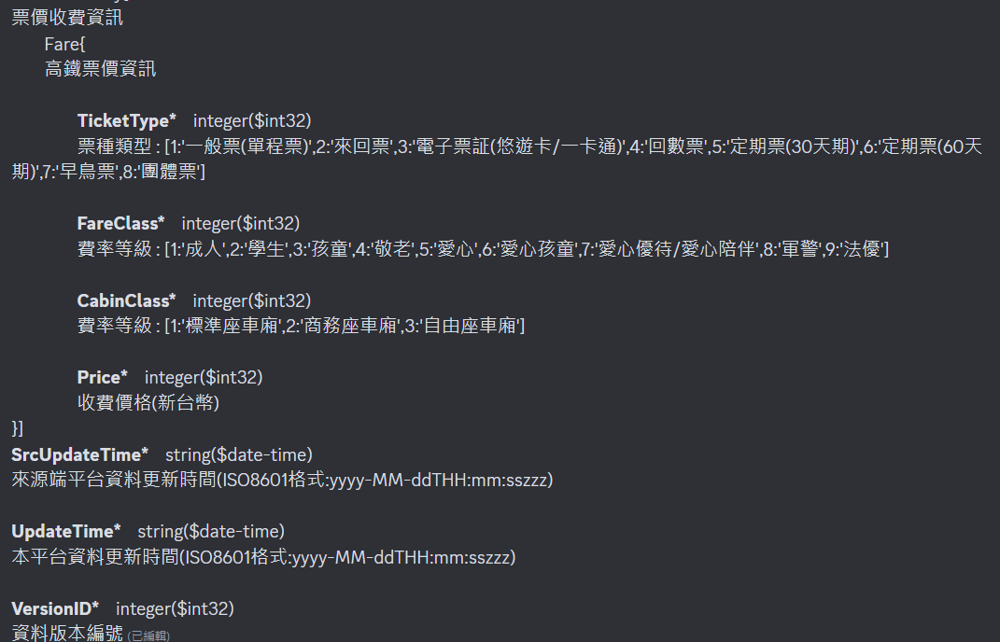 票價收費資訊
Fare{
高鐵票價資訊
TicketType* integer($int32)
票種類型 : [1:'一般票(單程票)',2:'來回票',3:'電子票証(悠遊卡/一卡通)',4:'回數票',5:'定期票(30天期)',6:'定期票(60天
期)',7:'早鳥票',8:'團體票']
FareClass* integer($int32)
費率等級 : [1:'成人',2:'學生',3:'孩童',4:'敬老',5:'愛心',6:'愛心孩童',7:'愛心優待/愛心陪伴',8:'軍警',9:'法優']
CabinClass* integer($int32)
費率等級 : [1:'標準座車廂',2:'商務座車廂',3:'自由座車廂']
Price* integer($int32)
收費價格(新台幣)
}]
SrcUpdateTime* string($date-time)
來源端平台資料更新時間(ISO8601格式:yyyy-MM-ddTHH:mm:sszzz)
UpdateTime* string($date-time)
本平台資料更新時間(ISO8601格式:yyyy-MM-ddTHH:mm:sszzz)
VersionID* integer($int32)
資料版本編號 (已編輯)